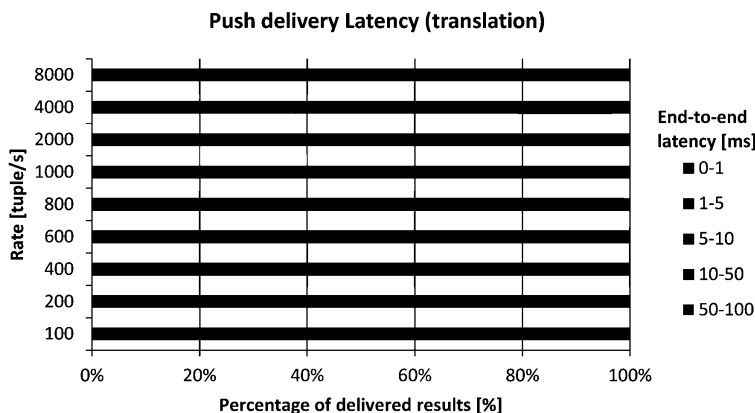 Push delivery Latency (translation)
Rate [tuple/s]
8000
4000
2000
1000
800
600
400
200
100
0% 20% 40% 60% 80% 100%
Percentage of delivered results [%]
End-to-end
latency [ms]
0-1
1-5
5-10
10-50
50-100